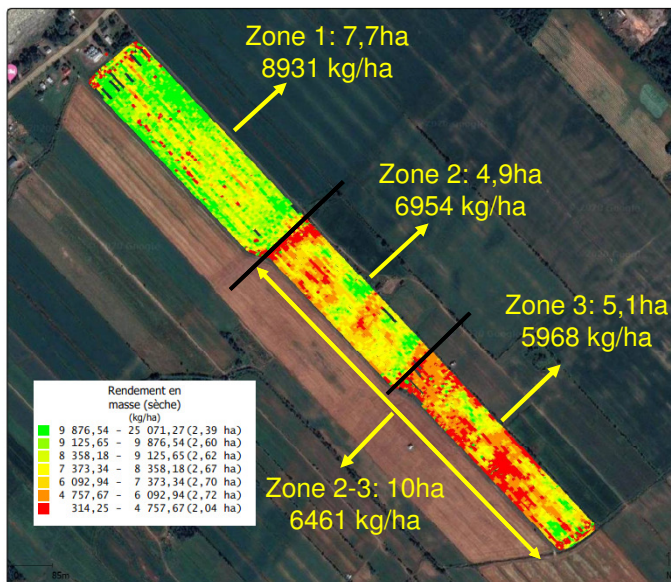 Zone 1: 7,7ha
8931 kg/ha
Zone 2: 4,9ha
6954 kg/ha
Zone 3: 5,1ha
5968 kg/ha
Zone 2-3: 10ha
6461 kg/ha
Rendement en
masse (sèche)
(kg/ha)
9 876,54 - 25 071,27(2,39 ha)
9 125,65 - 9 876,54(2,60 ha)
8 358,18 - 9 125,65(2,62 ha)
7 373,34 - 8 358,18(2,67 ha)
6 092,94 - 7 373,34(2,70 ha)
4 757,67 - 6 092,94(2,72 ha)
314,25 - 4 757,67(2,04 ha)
85m